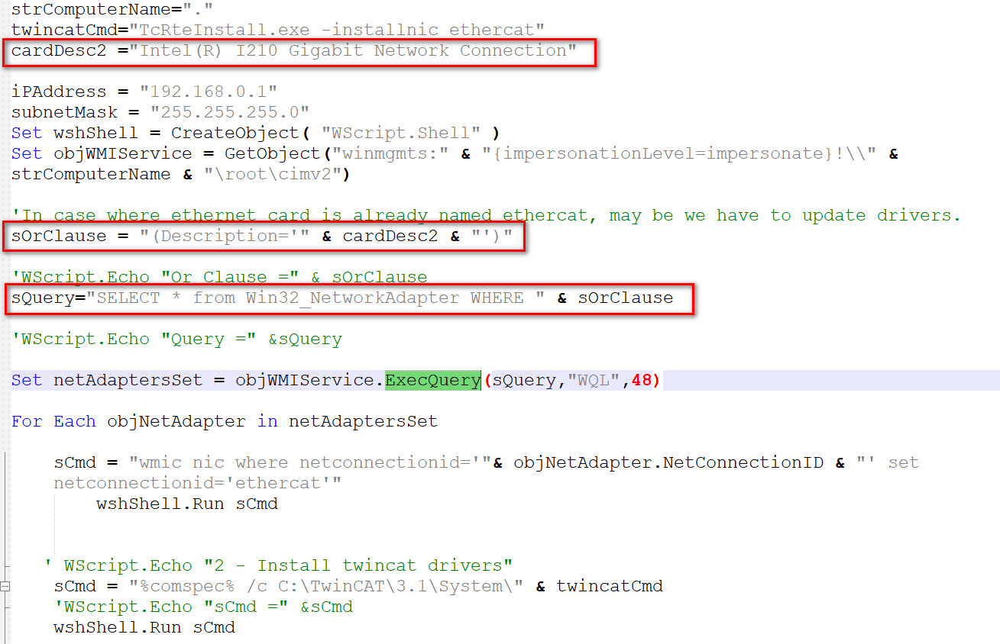 strComputerName="."
twincatCmd="TcRteInstall.exe -installnic ethercat"
cardDesc2 ="Intel(R) I210 Gigabit Network Connection"
iPAddress = "192.168.0.1"
subnetMask = "255.255.255.0"
Set wshShell = CreateObject( "WScript.Shell" )
Set objWMIService = GetObject("winmgmts:" & "{impersonationLevel=impersonate}!\\" &
strComputerName & "\root\cimv2")
'In case where ethernet card is already named ethercat, may be we have to update drivers.
sOrClause = "(Description='" & cardDesc2 & "')"
'WScript.Echo "Or Clause =" & sOrClause
sQuery="SELECT * from Win32_NetworkAdapter WHERE " & sOrClause
'WScript.Echo "Query =" &sQuery
Set netAdaptersSet = objWMIService.ExecQuery(sQuery,"WQL",48)
For Each objNetAdapter in netAdaptersSet
sCmd = "wmic nic where netconnectionid='"& objNetAdapter.NetConnectionID & "' set
netconnectionid='ethercat'"
wshShell.Run sCmd
' WScript.Echo "2 - Install twincat drivers"
sCmd = "%comspec% /c C:\TwinCAT\3.1\System\" & twincatCmd
'WScript.Echo "sCmd =" &sCmd
wshShell.Run sCmd